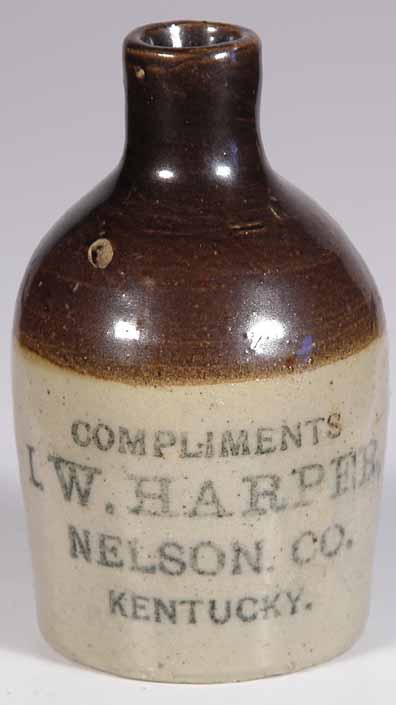 COMPLIMENTS
I.W. HARPER.
NELSON. CO.
KENTUCKY.